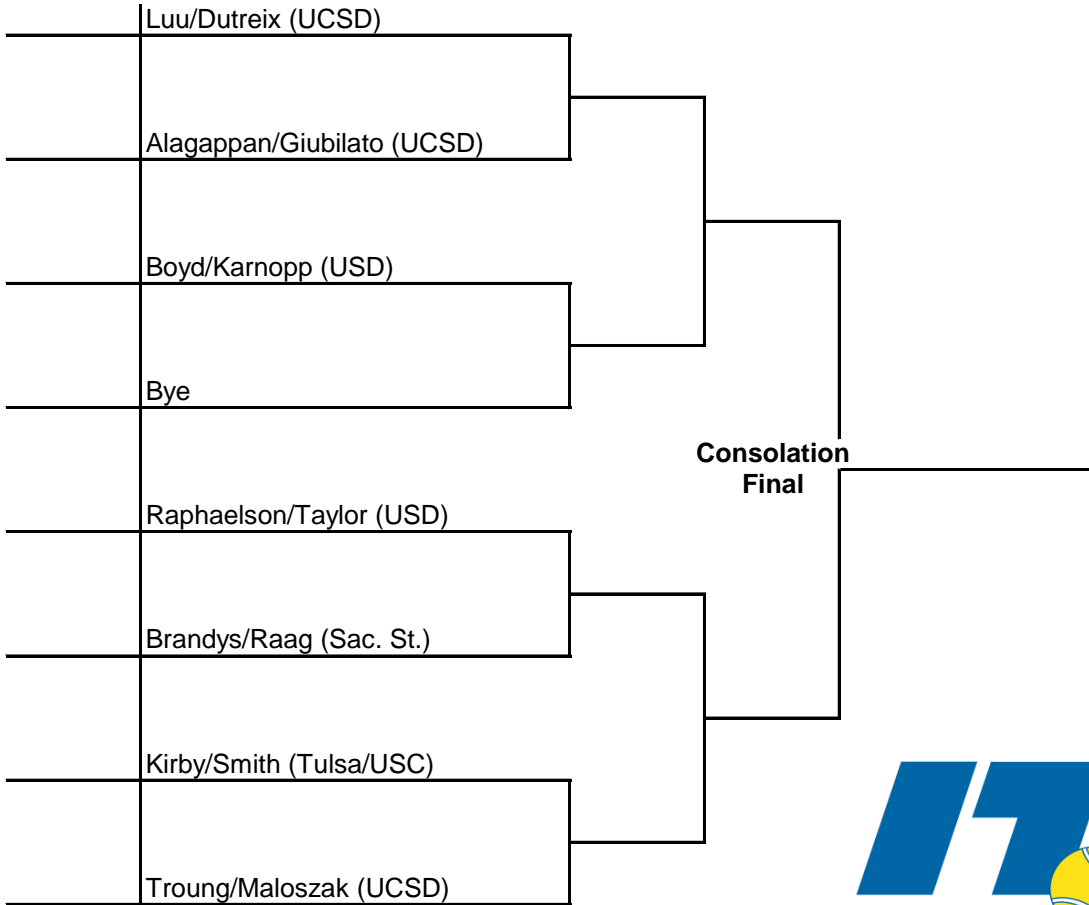 Luu/Dutreix (UCSD)
Alagappan/Giubilato (UCSD)
Boyd/Karnopp (USD)
Bye
Consolation
Final
Raphaelson/Taylor (USD)
Brandys/Raag (Sac. St.)
Kirby/Smith (Tulsa/USC)
Troung/Maloszak (UCSD)